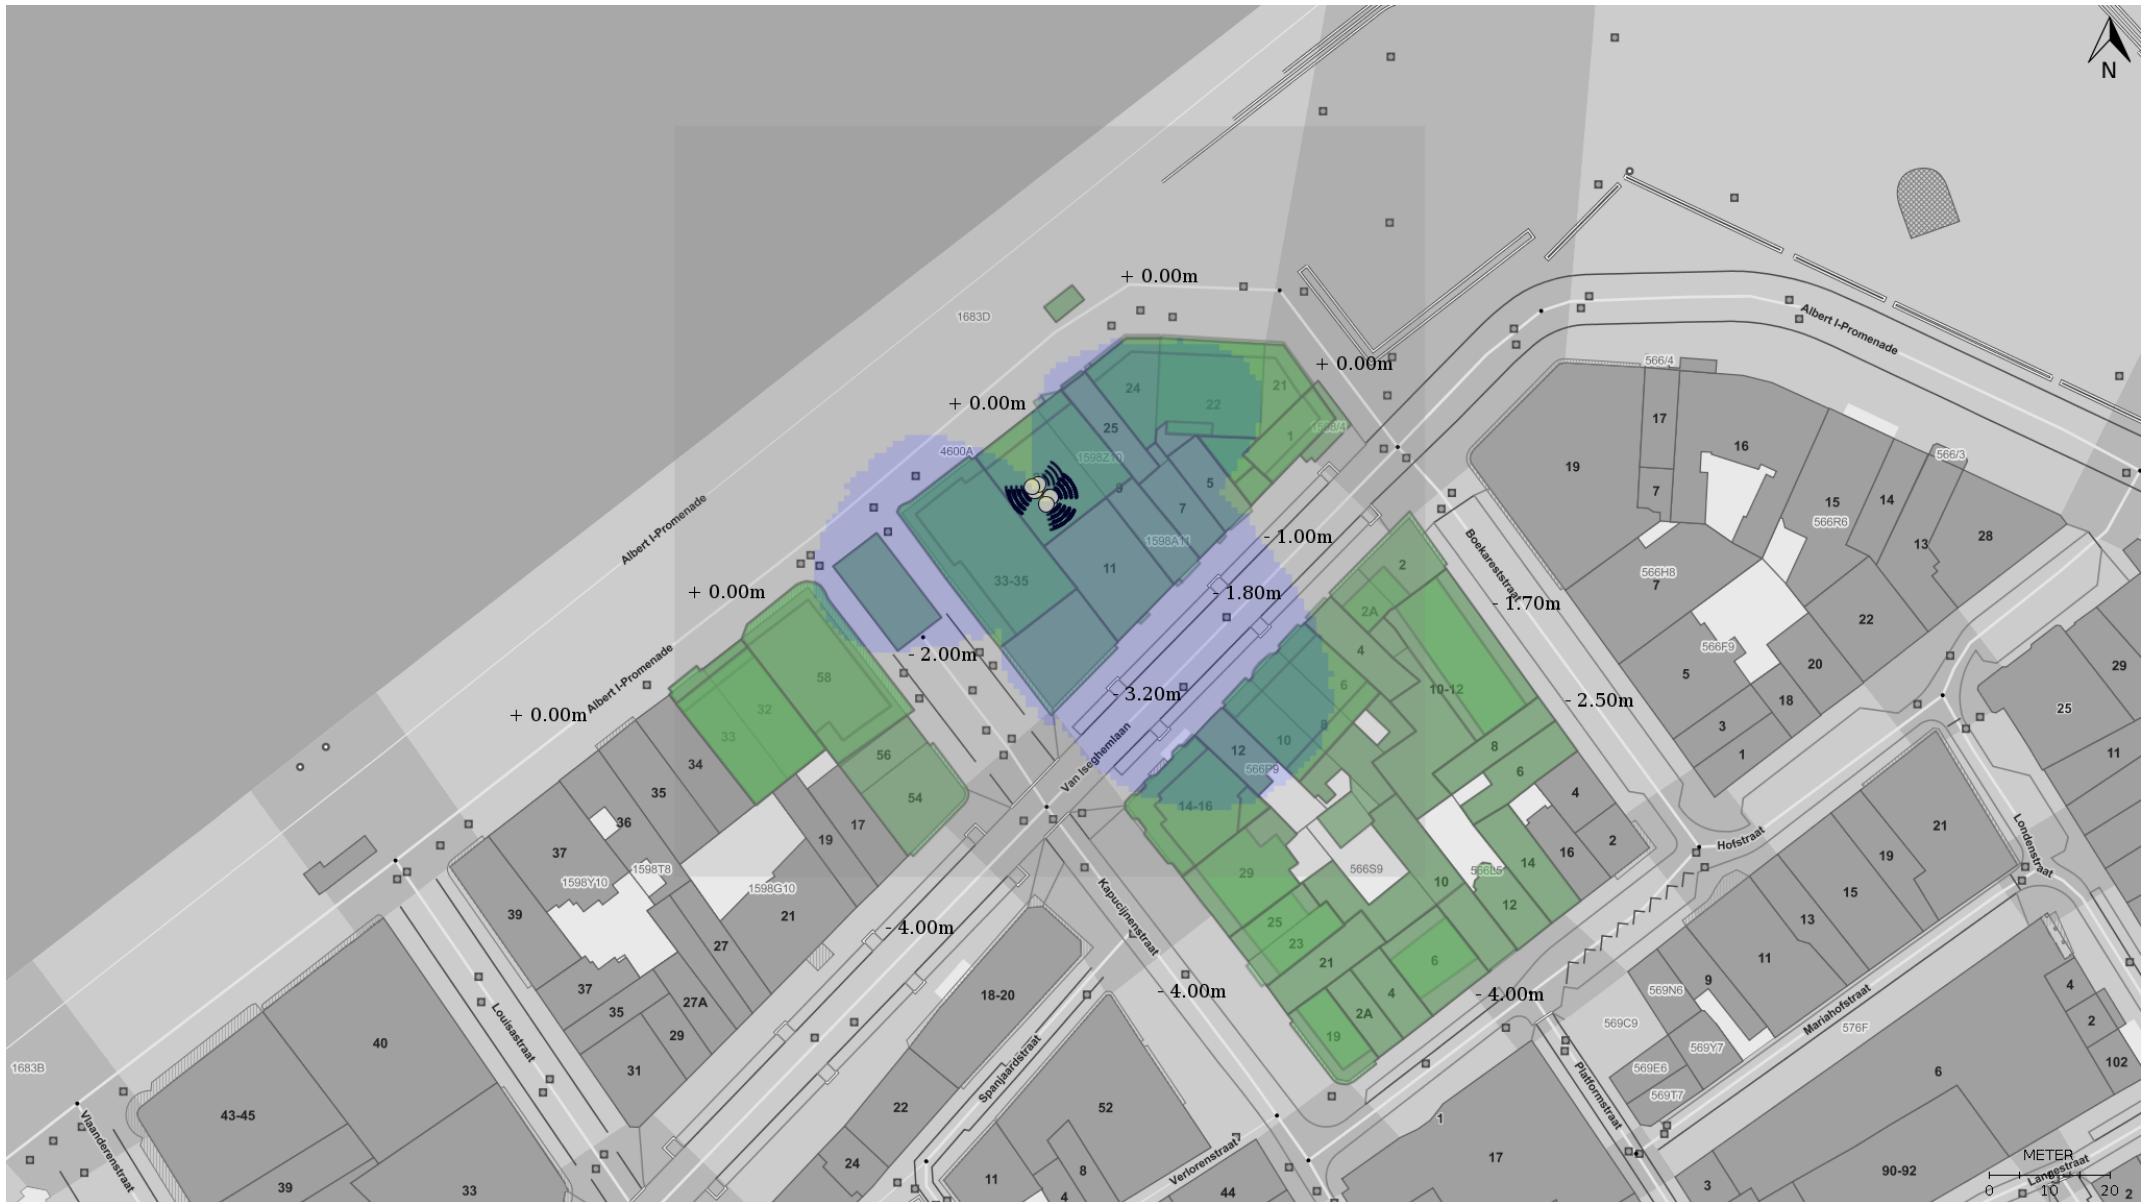 N
+ 0.00m
1683D
566/4
Albert I-Promenade
+ 0.00m
24
21
22
17
+ 0.00m
25
1
1598/4
16
4600A
1598Z10
19
566/3
9
5
7
15
14
566R6
28
13
Albert I-Promenade
7
- 1.00m
1598A11
2
Boekareststraat
33-35
11
566H8
7
+ 0.00m
- 1.80m
2A
- 1.70m
22
4
566F9
- 2.00m
20
29
Albert I-Promenade
58
5
6
10-12
- 3.20m
- 2.50m
18
25
32
+ 0.00m
3
33
8
10
12
8
1
11
34
56
Van Iseghemlaan
566P9
6
35
54
14-16
4
36
17
21
Hofstraat
19
2
Londenstraat
37
16
19
1598T8
566S9
566L5
14
1598Y10
1598G10
29
10
15
Kapucijnenstraat
12
39
21
25
13
- 4.00m
27
23
11
21
6
37
9
18-20
- 4.00m
4
- 4.00m
569N6
27A
4
35
2A
Mariahofstraat
2
Louisastraat
569C9
576F
29
19
569Y7
40
Spanjaardstraat
102
1683B
31
569E6
6
Platformstraat
569T7
43-45
22
52
1
Vlaanderenstraat
Verlorenstraat
17
METER
24
8
90-92
Langestraat
11
39
33
4
44
3
0
10
20
2